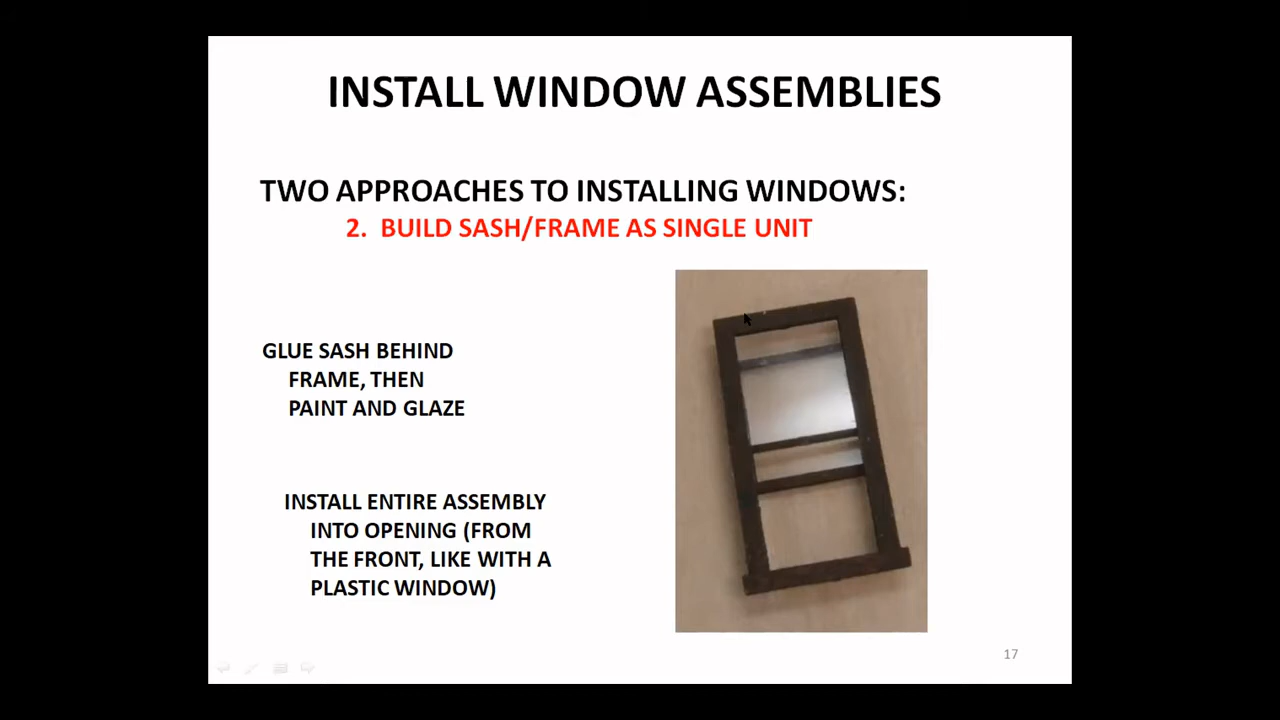 INSTALL WINDOW ASSEMBLIES
TWO APPROACHES TO INSTALLING WINDOWS:
2. BUILD SASH/FRAME AS SINGLE UNIT
GLUE SASH BEHIND
FRAME, THEN
PAINT AND GLAZE
INSTALL ENTIRE ASSEMBLY
INTO OPENING (FROM
THE FRONT, LIKE WITH A
PLASTIC WINDOW)
17